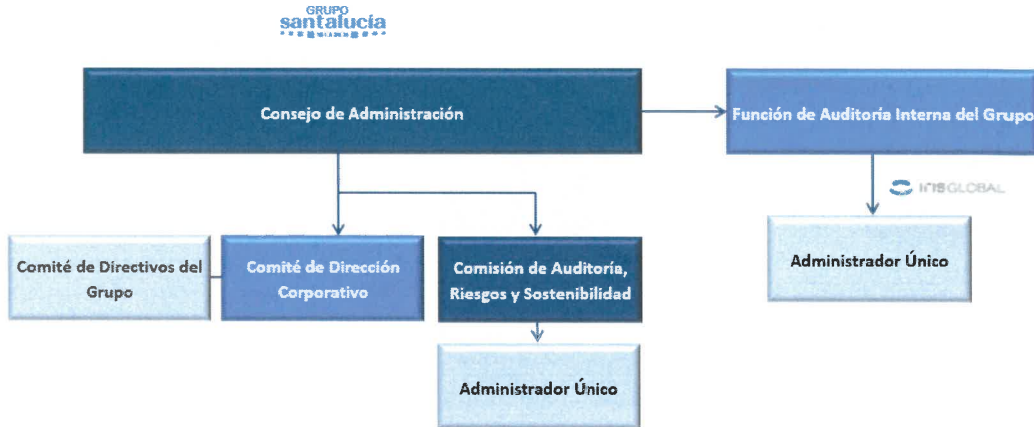 GRUPO
santalucía
Consejo de Administración
Función de Auditoría Interna del Grupo
IrisGLOBAL
Comité de Directivos del
Grupo
Comité de Dirección
Corporativo
Comisión de Auditoría,
Riesgos y Sostenibilidad
Administrador Único
Administrador Único